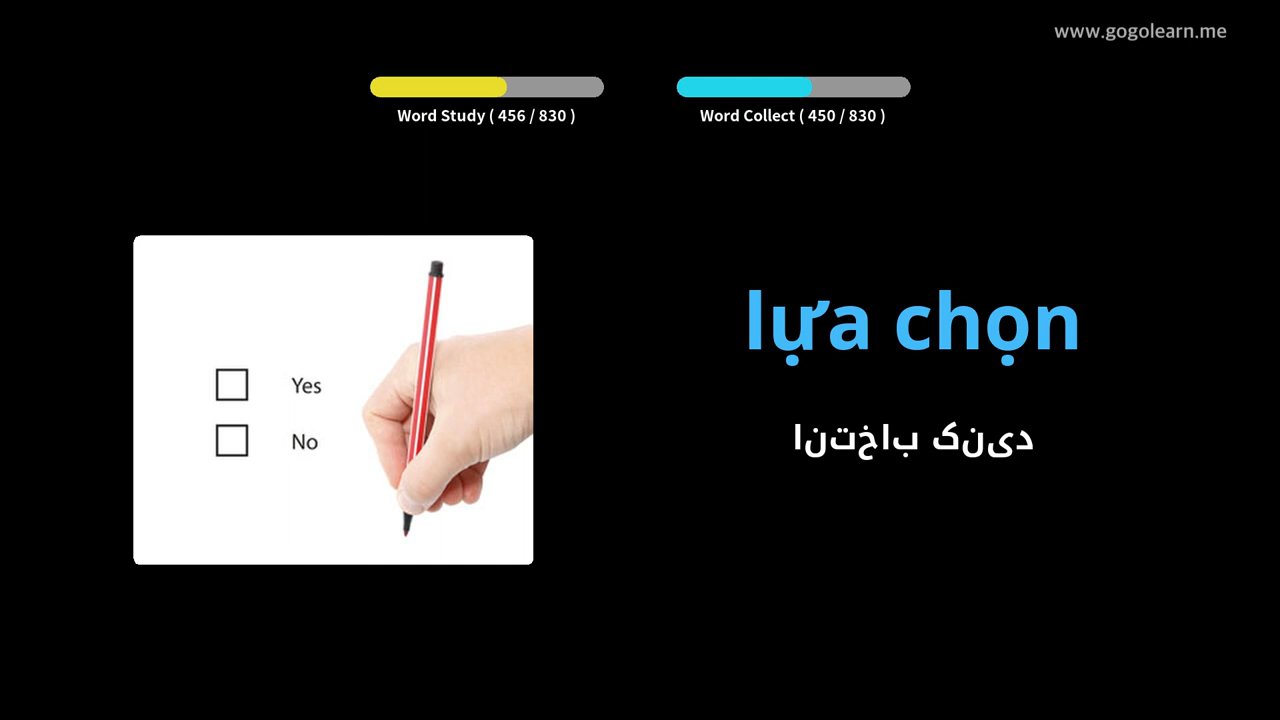 www.gogolearn.me
Word Study ( 456 / 830 )
Word Collect ( 450 / 830 )
Yes
No
lựa chọn
انتخاب کنید